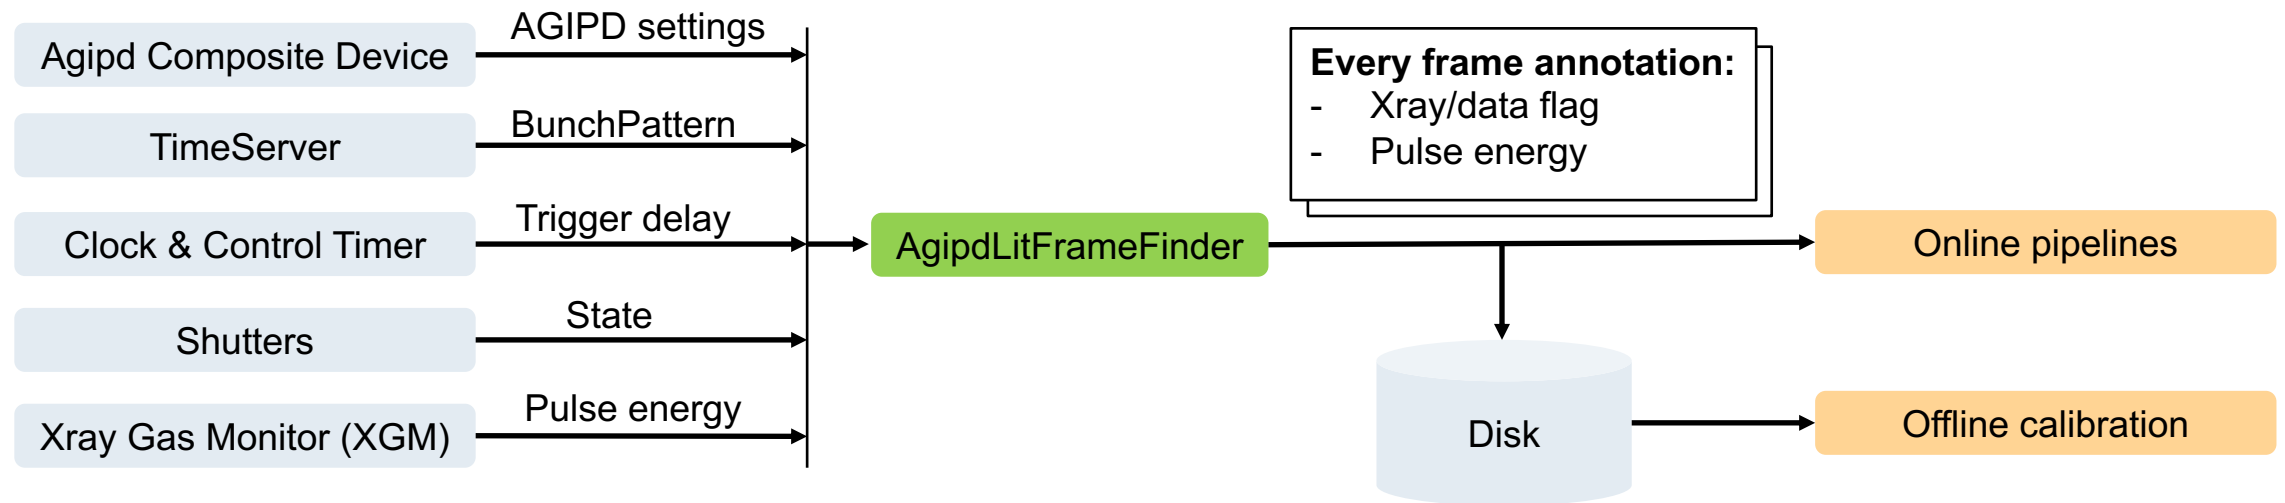 Agipd Composite Device
AGIPD settings
TimeServer
BunchPattern
Clock & Control Timer
Trigger delay
Shutters
State
Xray Gas Monitor (XGM)
Pulse energy
AgipdLitFrameFinder
Every frame annotation:
- Xray/data flag
- Pulse energy
Online pipelines
Disk
Offline calibration